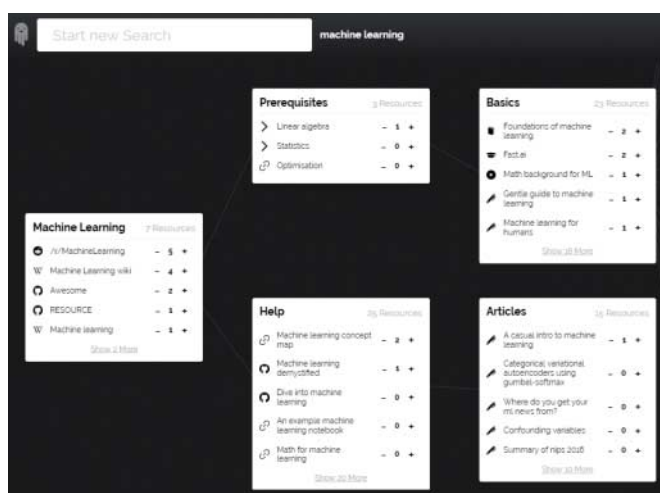 Start new Search
machine learning
Prerequisites 3 Resources
Linear algebra - 1 +
Statistics - 0 +
Optimisation - 0 +
Basics 23 Resources
Foundations of machine
learning - 2 +
Fast.ai - 2 +
Math background for ML - 1 +
Gentle guide to machine
learning - 1 +
Machine learning for
humans - 1 +
Show 18 More
Machine Learning 7 Resources
/r/MachineLearning - 5 +
W Machine Learning wiki - 4 +
Awesome - 2 +
RESOURCE - 1 +
W Machine learning - 1 +
Show 2 More
Help 25 Resources
Machine learning concept
map - 2 +
Machine learning
demystified - 1 +
Dive into machine
learning - 0 +
An example machine
learning notebook - 0 +
Math for machine
learning - 0 +
Show 20 More
Articles 15 Resources
A casual intro to machine
learning - 1 +
Categorical variational
autoencoders using
gumbel-softmax - 0 +
Where do you get your
ml news from? - 0 +
Confounding variables - 0 +
Summary of nips 2016 - 0 +
Show 10 More